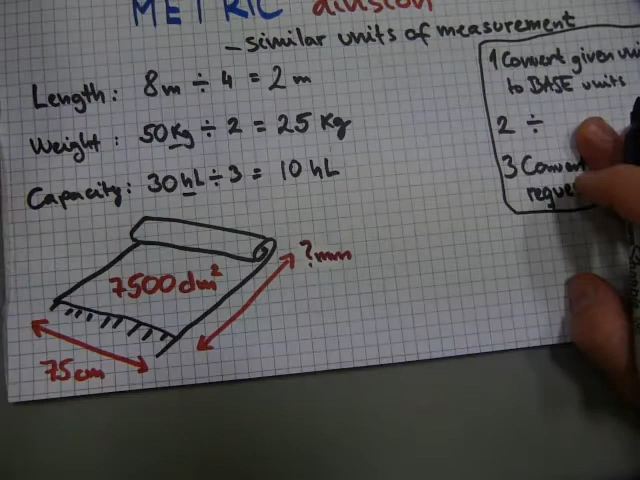 METRIC division
- similar units of measurement
Length: 8m ÷ 4 = 2 m
Weight: 50Kg ÷ 2 = 25 Kg
Capacity: 30hL ÷ 3 = 10 hL
7500dm²
?mm
75cm
1 Convert given
to BASE units
2 ÷
3